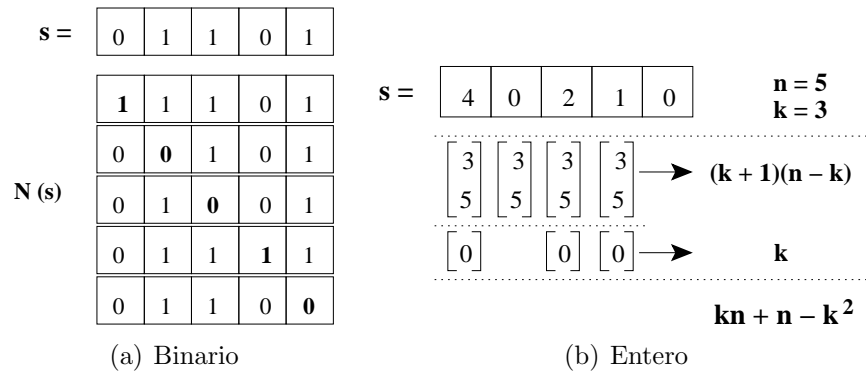 s = 0 1 1 0 1
1 1 1 0 1
0 0 1 0 1
N (s) 0 1 0 0 1
0 1 1 1 1
0 1 1 0 0
(a) Binario
s = 4 0 2 1 0
n = 5
k = 3
3 3 3 3
5 5 5 5
(k + 1)(n − k)
0 0 0 k
kn + n − k²
(b) Entero